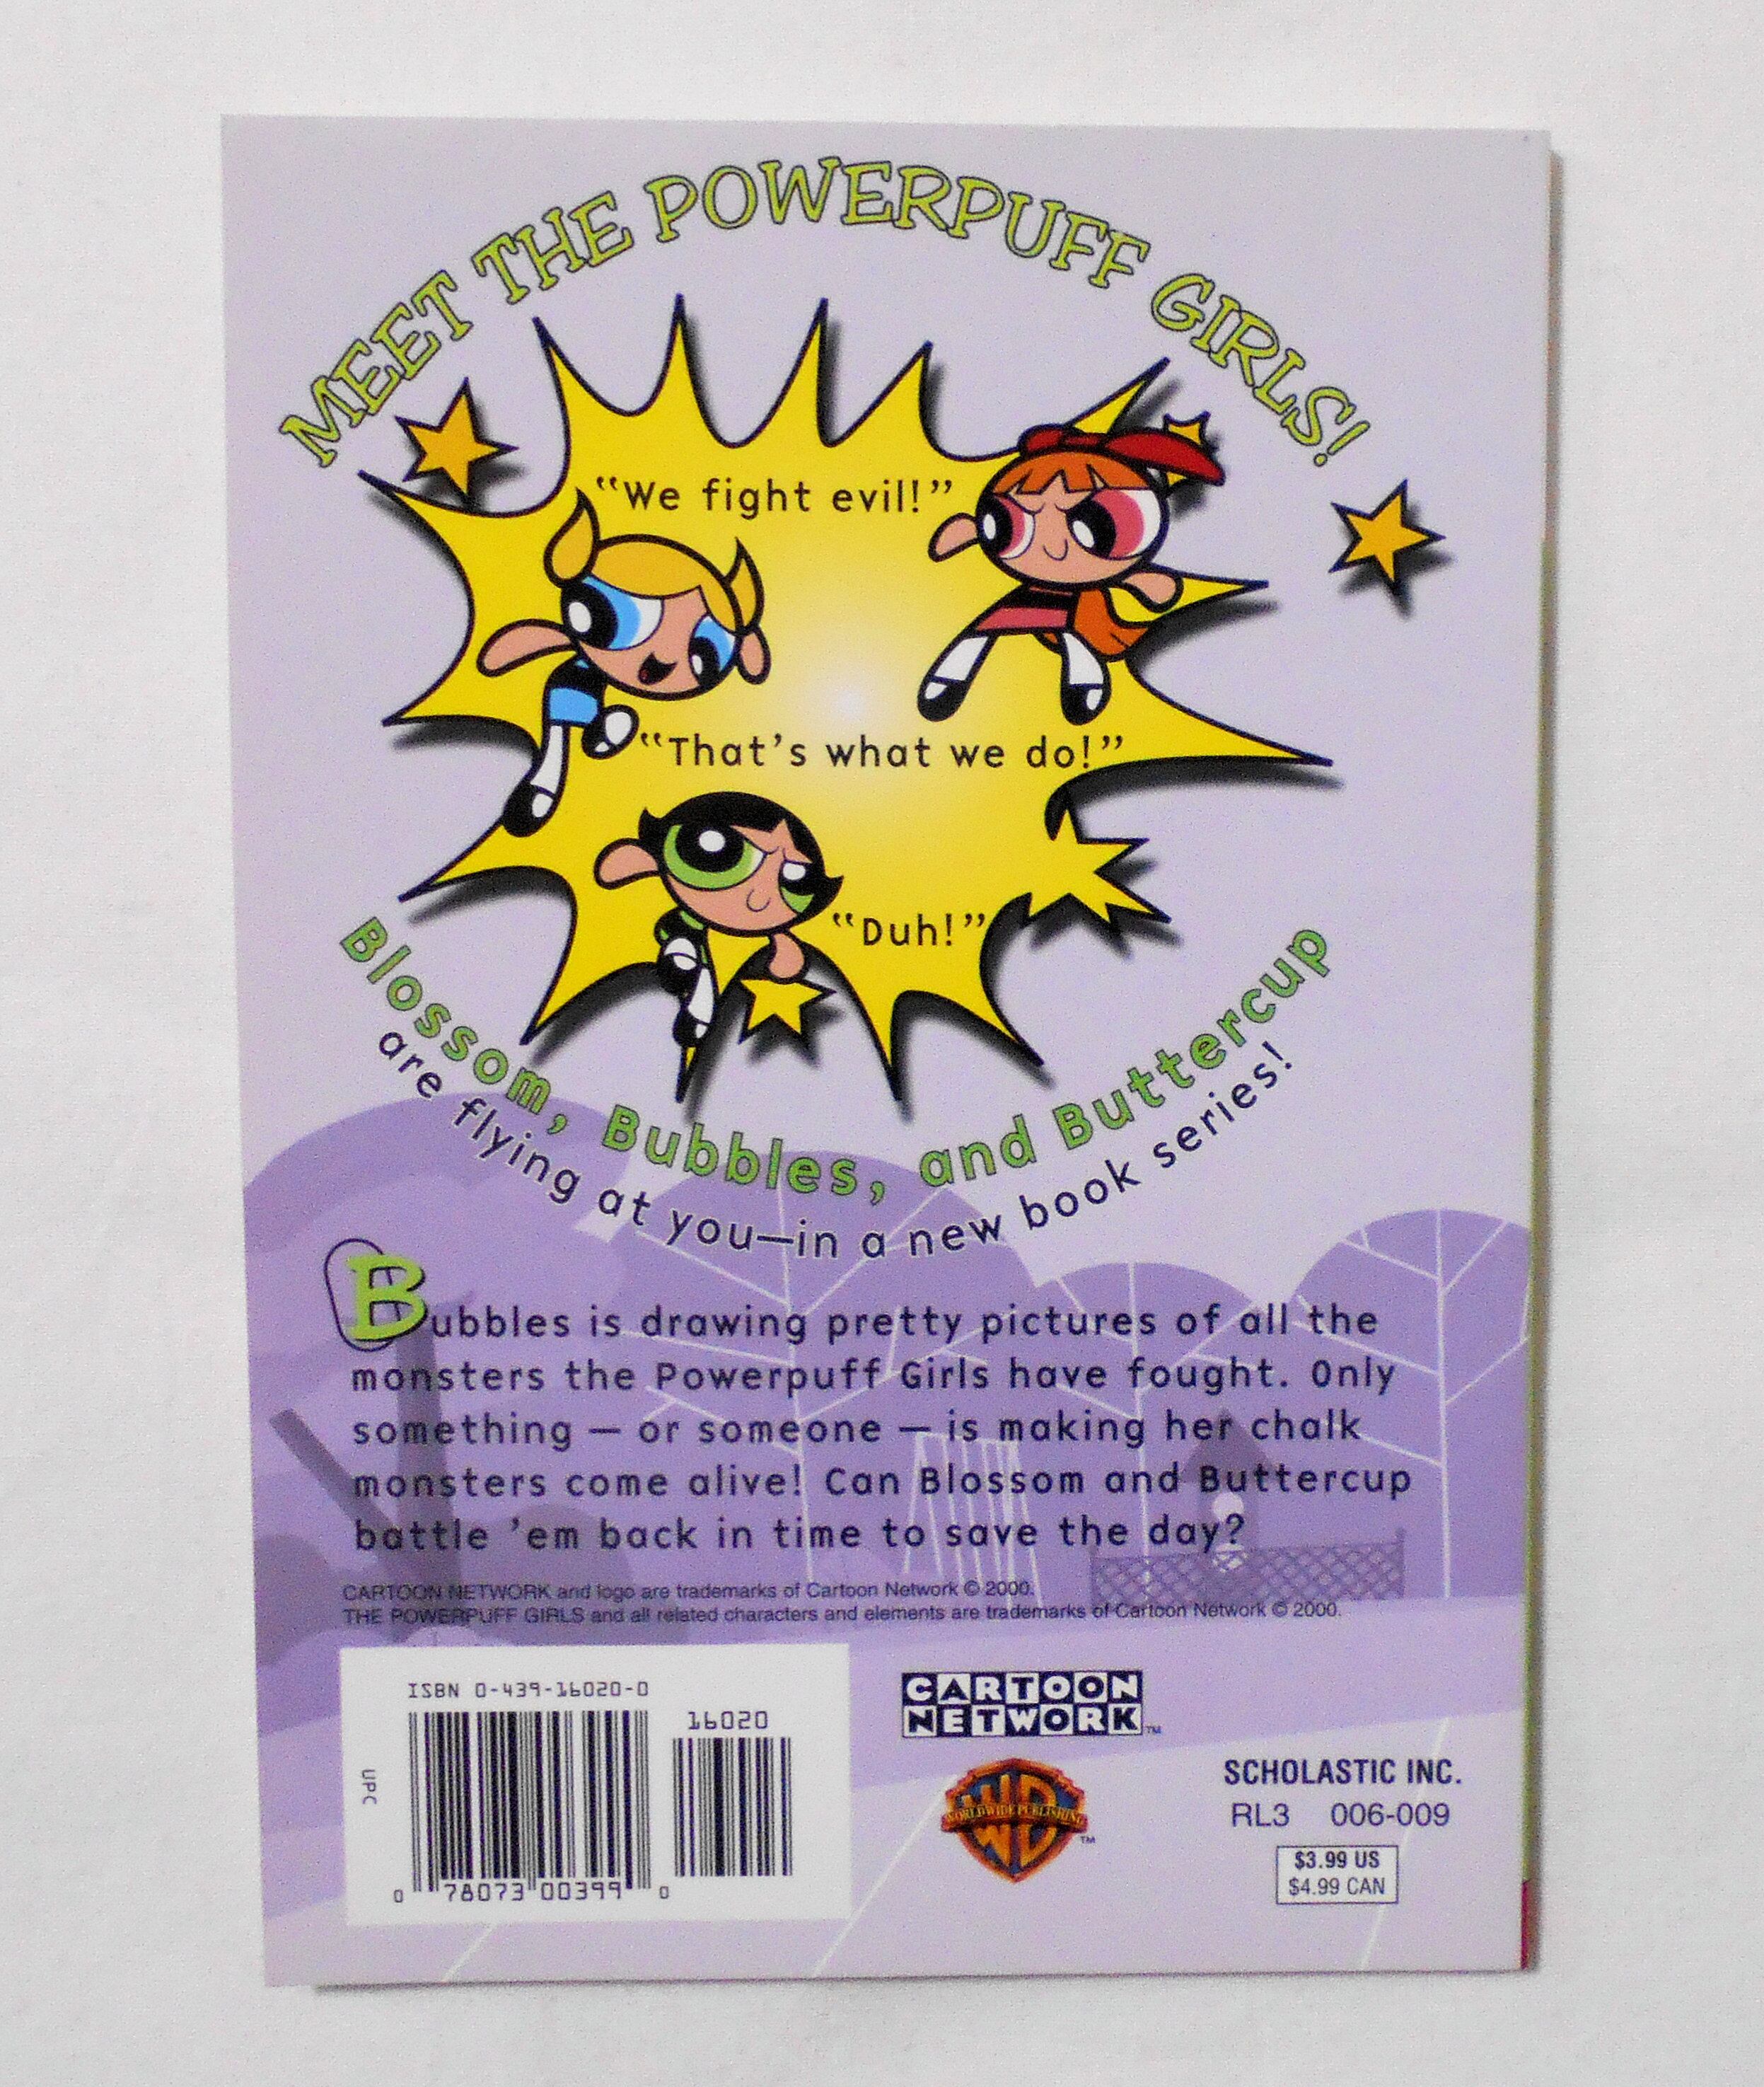 MEET THE POWERPUFF GIRLS!
“We fight evil!”
“That’s what we do!”
“Duh!”
Blossom, Bubbles, and Buttercup
are flying at you—in a new book series!
Bubbles is drawing pretty pictures of all the
monsters the Powerpuff Girls have fought. Only
something — or someone — is making her chalk
monsters come alive! Can Blossom and Buttercup
battle ’em back in time to save the day?
CARTOON NETWORK and logo are trademarks of Cartoon Network © 2000.
THE POWERPUFF GIRLS and all related characters and elements are trademarks of Cartoon Network © 2000.
ISBN 0-439-16020-0
16020
UPC
0 78073 00399 0
CARTOON
NETWORK™
WB
WORLDWIDE PUBLISHING™
SCHOLASTIC INC.
RL3 006-009
$3.99 US
$4.99 CAN